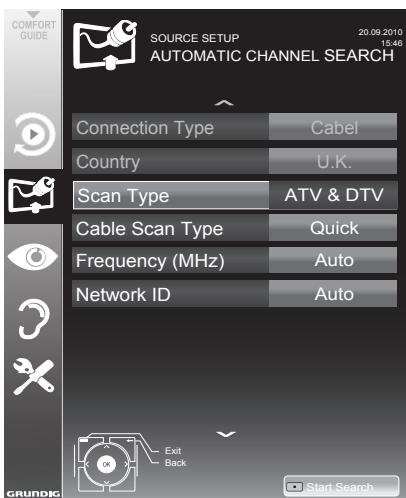 COMFORT
GUIDE
SOURCE SETUP
20.09.2010
15:46
AUTOMATIC CHANNEL SEARCH
Connection Type Cabel
Country U.K.
Scan Type ATV & DTV
Cable Scan Type Quick
Frequency (MHz) Auto
Network ID Auto
Exit
OK
Back
Start Search
GRUNDIG